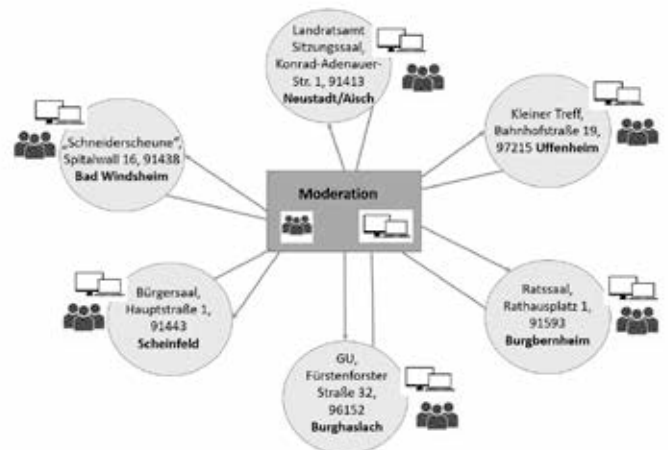 Landratsamt
Sitzungssaal,
Konrad-Adenauer-
Str. 1, 91413
Neustadt/Aisch
Kleiner Treff,
Bahnhofstraße 19,
97215 Uffenheim
„Schneiderscheune",
Spitalwall 16, 91438
Bad Windsheim
Moderation
Bürgersaal,
Hauptstraße 1,
91443
Scheinfeld
Ratssaal,
Rathausplatz 1,
91593
Burgbernheim
GU,
Fürstenforster
Straße 32,
96152
Burghaslach